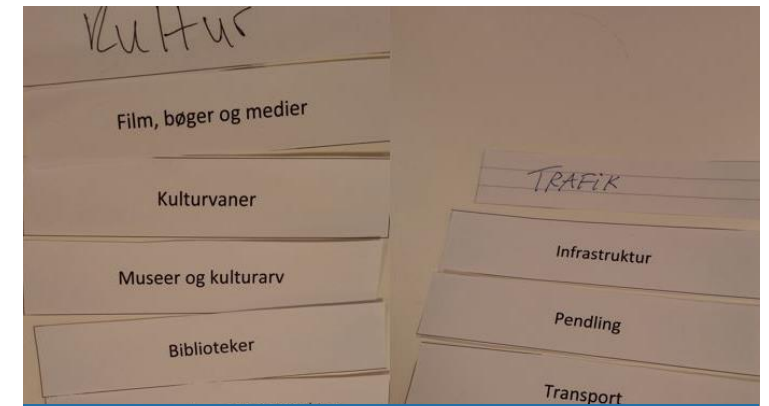 Kultur
Film, bøger og medier
Kulturvaner
Museer og kulturarv
Biblioteker
TRAFIK
Infrastruktur
Pendling
Transport